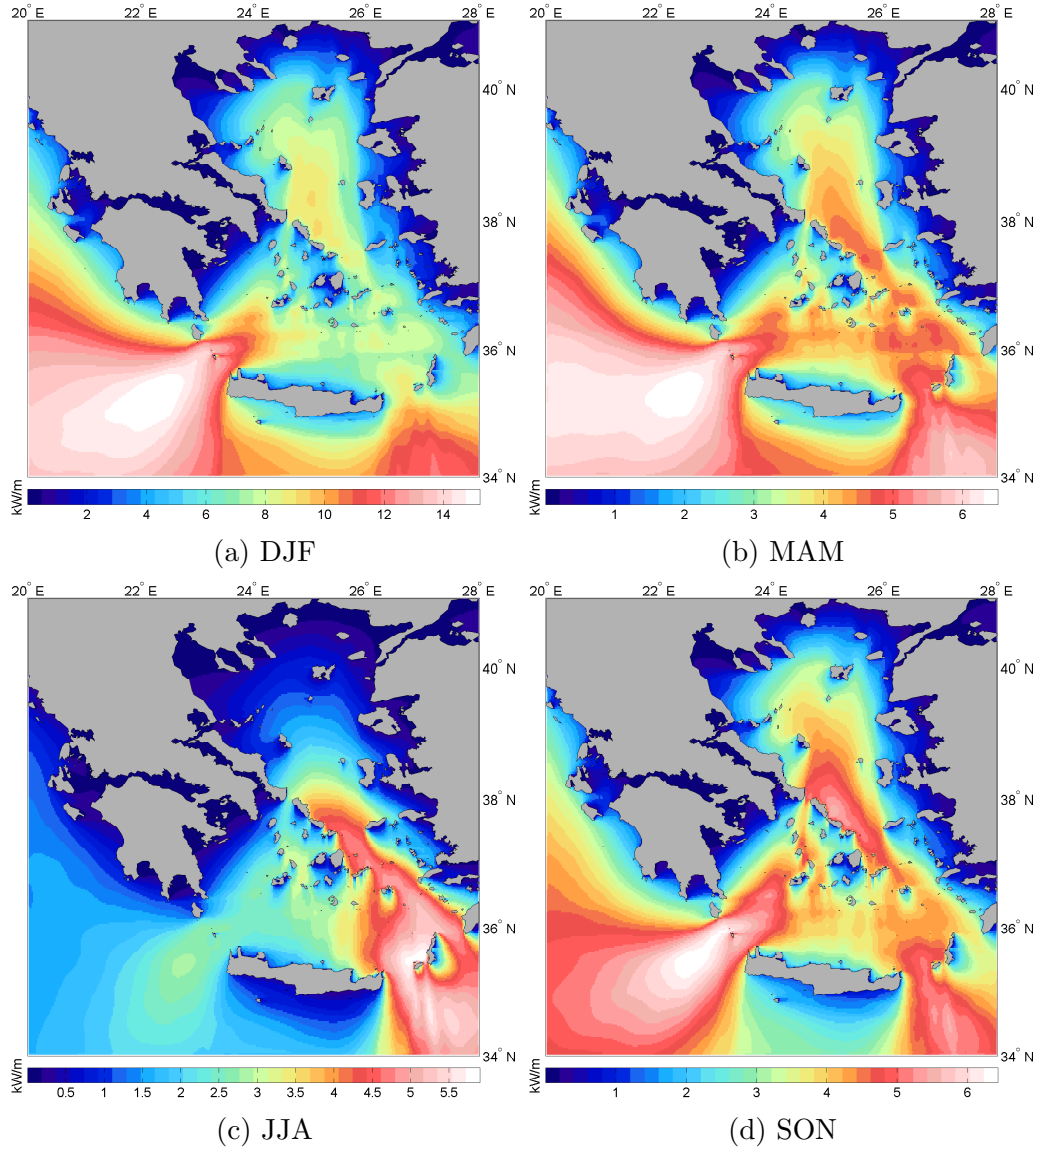 20° E 22° E 24° E 26° E 28° E
20° E 22° E 24° E 26° E 28° E
40° N
38° N
36° N
34° N
40° N
38° N
36° N
34° N
kW/m 2 4 6 8 10 12 14
kW/m 1 2 3 4 5 6
(a) DJF
(b) MAM
20° E 22° E 24° E 26° E 28° E
20° E 22° E 24° E 26° E 28° E
40° N
38° N
36° N
34° N
40° N
38° N
36° N
34° N
kW/m 0.5 1 1.5 2 2.5 3 3.5 4 4.5 5 5.5
kW/m 1 2 3 4 5 6
(c) JJA
(d) SON